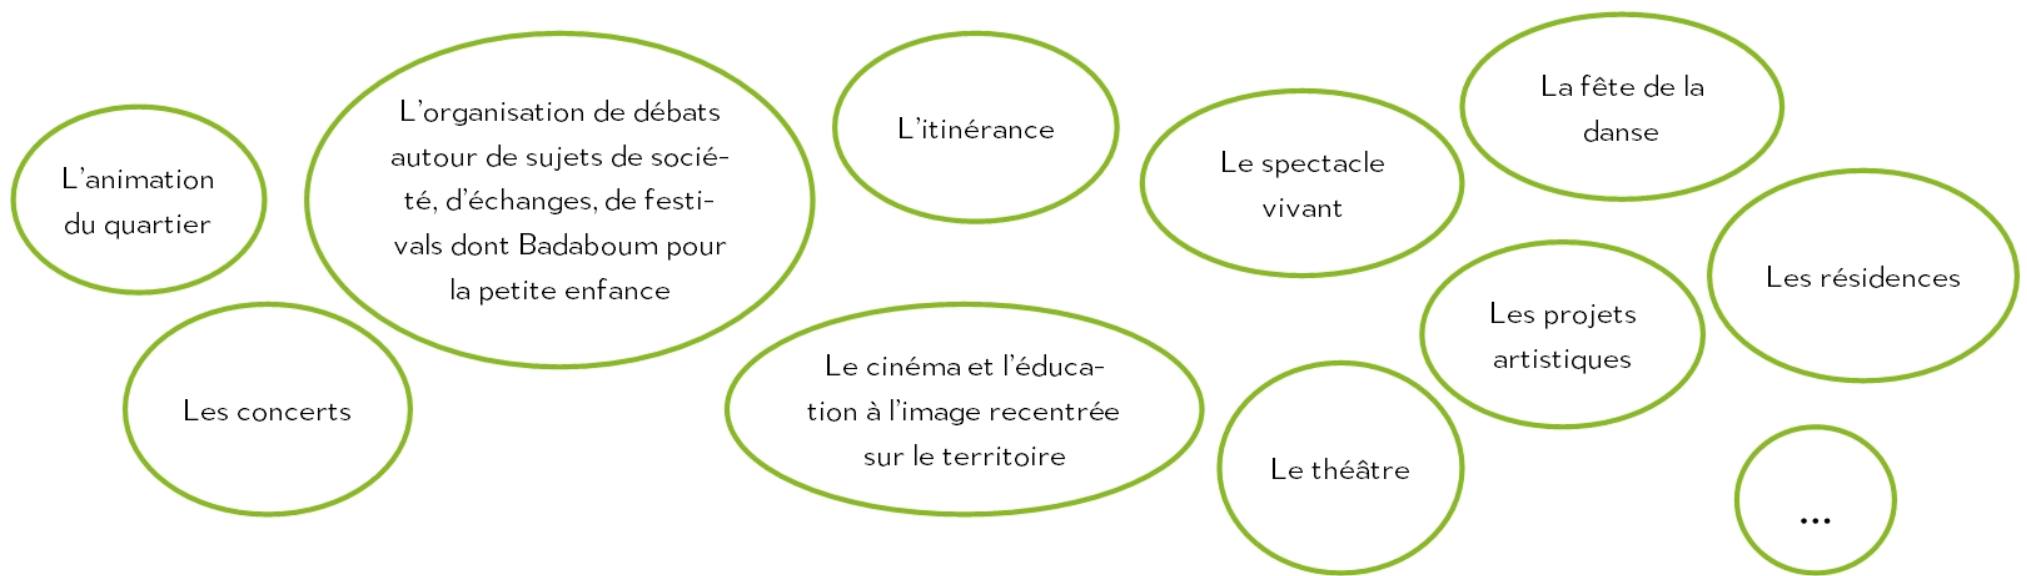 L'animation
du quartier
L'organisation de débats
autour de sujets de socié-
té, d'échanges, de festi-
vals dont Badaboum pour
la petite enfance
L'itinérance
Le spectacle
vivant
La fête de la
danse
Les résidences
Les concerts
Le cinéma et l'éduca-
tion à l'image recentrée
sur le territoire
Les projets
artistiques
Le théâtre
...